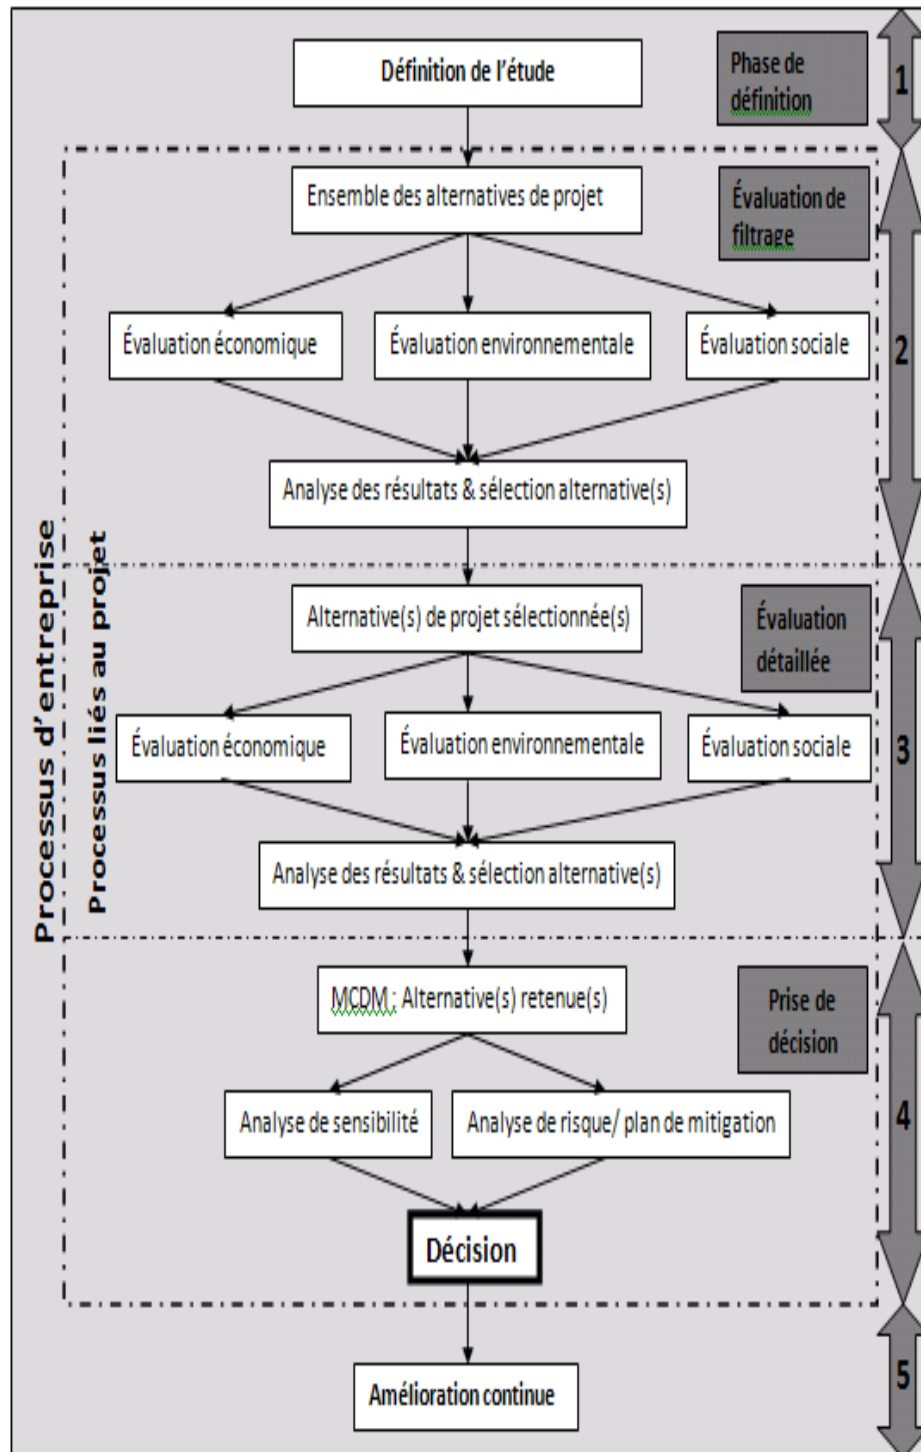 Définition de l’étude
Phase de
définition
1
Ensemble des alternatives de projet
Évaluation de
filtrage
Évaluation économique
Évaluation environnementale
Évaluation sociale
2
Analyse des résultats & sélection alternative(s)
Processus d’entreprise
Processus liés au projet
Alternative(s) de projet sélectionnée(s)
Évaluation
détaillée
Évaluation économique
Évaluation environnementale
Évaluation sociale
3
Analyse des résultats & sélection alternative(s)
MCDM : Alternative(s) retenue(s)
Prise de
décision
Analyse de sensibilité
Analyse de risque/ plan de mitigation
4
Décision
Amélioration continue
5